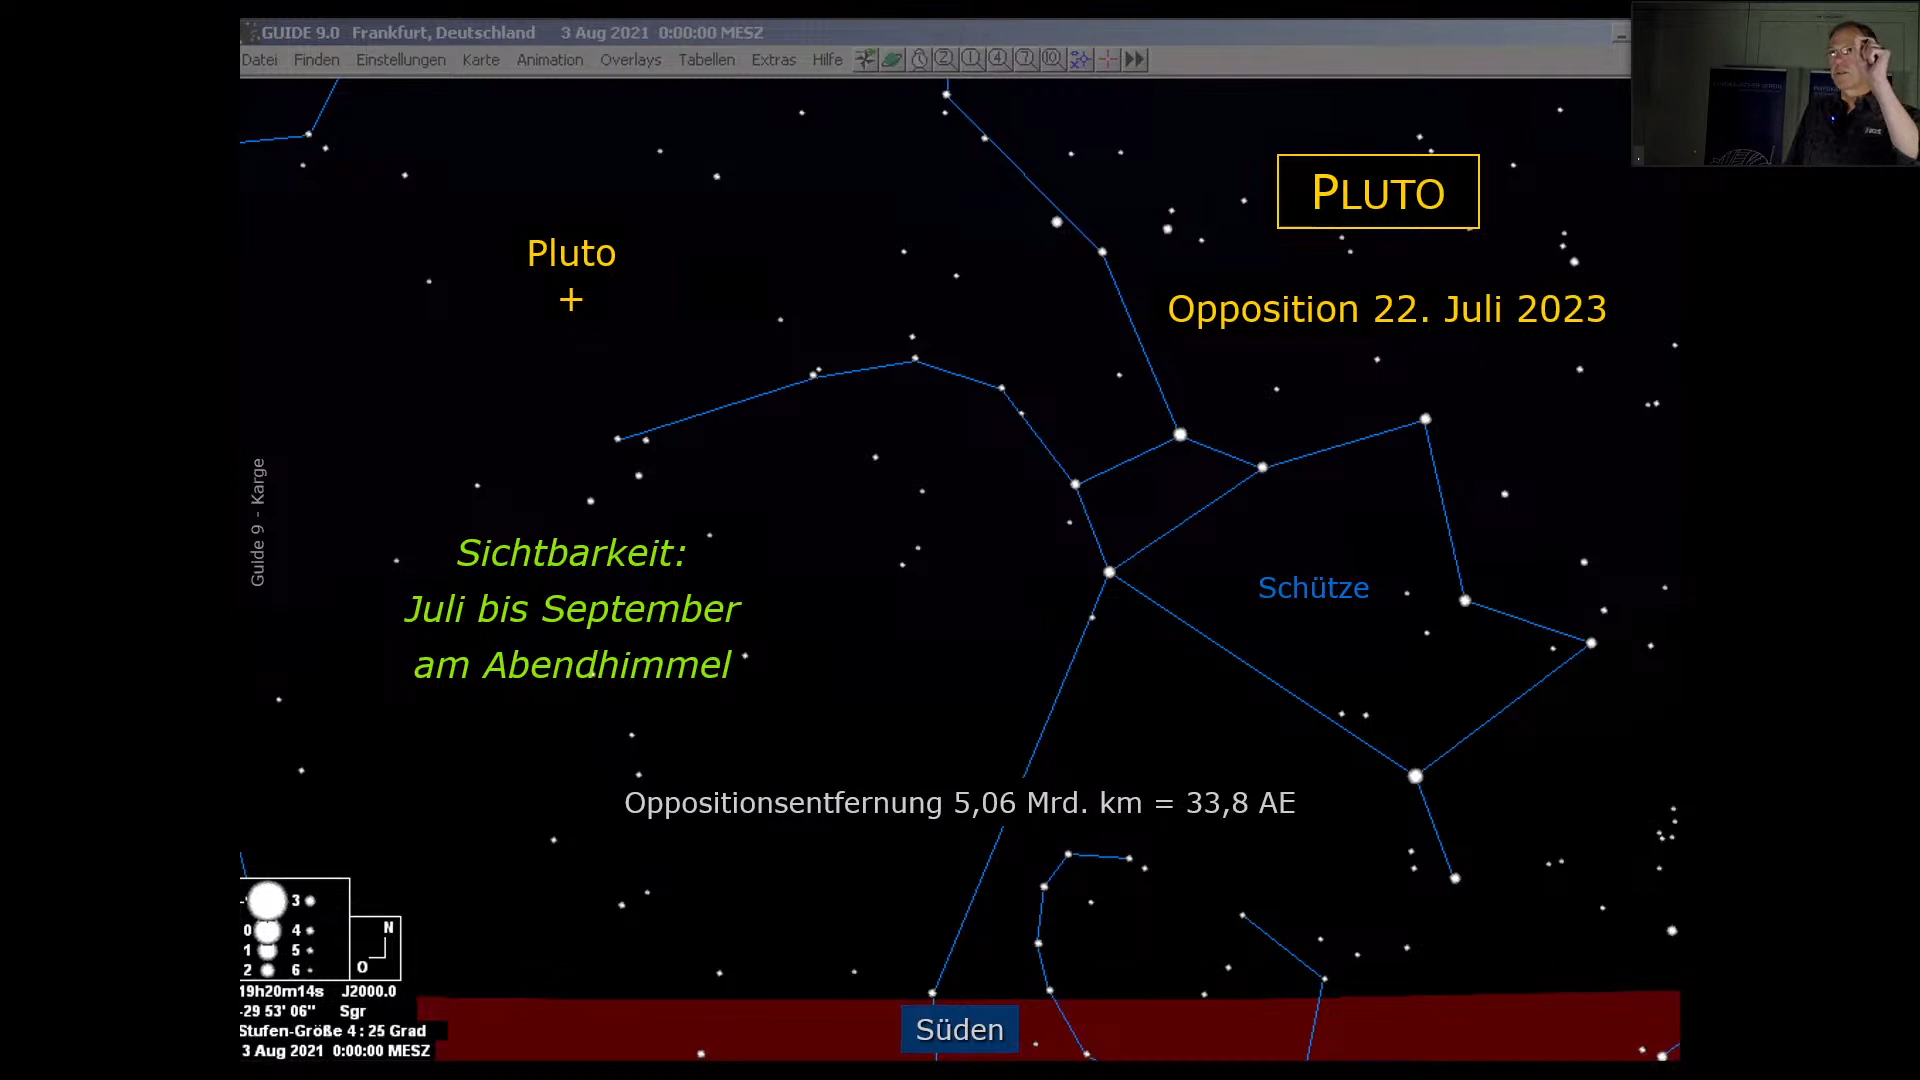 GUIDE 9.0 Frankfurt, Deutschland 3 Aug 2021 0:00:00 MESZ
Datei Finden Einstellungen Karte Animation Overlays Tabellen Extras Hilfe
PLUTO
Pluto
+
Opposition 22. Juli 2023
Guide 9 - Karge
Sichtbarkeit:
Juli bis September
am Abendhimmel
Schütze
Oppositionsentfernung 5,06 Mrd. km = 33,8 AE
3
0 4
1 5
2 6
N
O
19h20m14s J2000.0
-29 53' 06" Sgr
Stufen-Größe 4 : 25 Grad
3 Aug 2021 0:00:00 MESZ
Süden